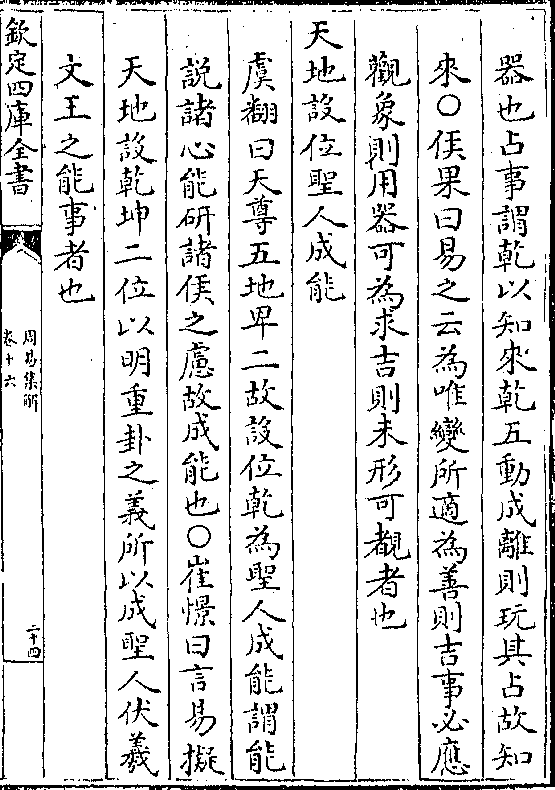 器也占事謂乾以知來乾五動成離則玩其占故知
來○侯果曰易之云為唯變所適為善則吉事必應
觀象則用器可為求吉則未形可覩者也
天地設位聖人成能
虞翻曰天尊五地卑二故設位乾為聖人成能謂能
說諸心能研諸侯之慮故成能也○崔憬曰言易擬
天地設乾坤二位以明重卦之義所以成聖人伏羲
文王之能事者也
欽定四庫全書
周易集解
卷十六
二十四